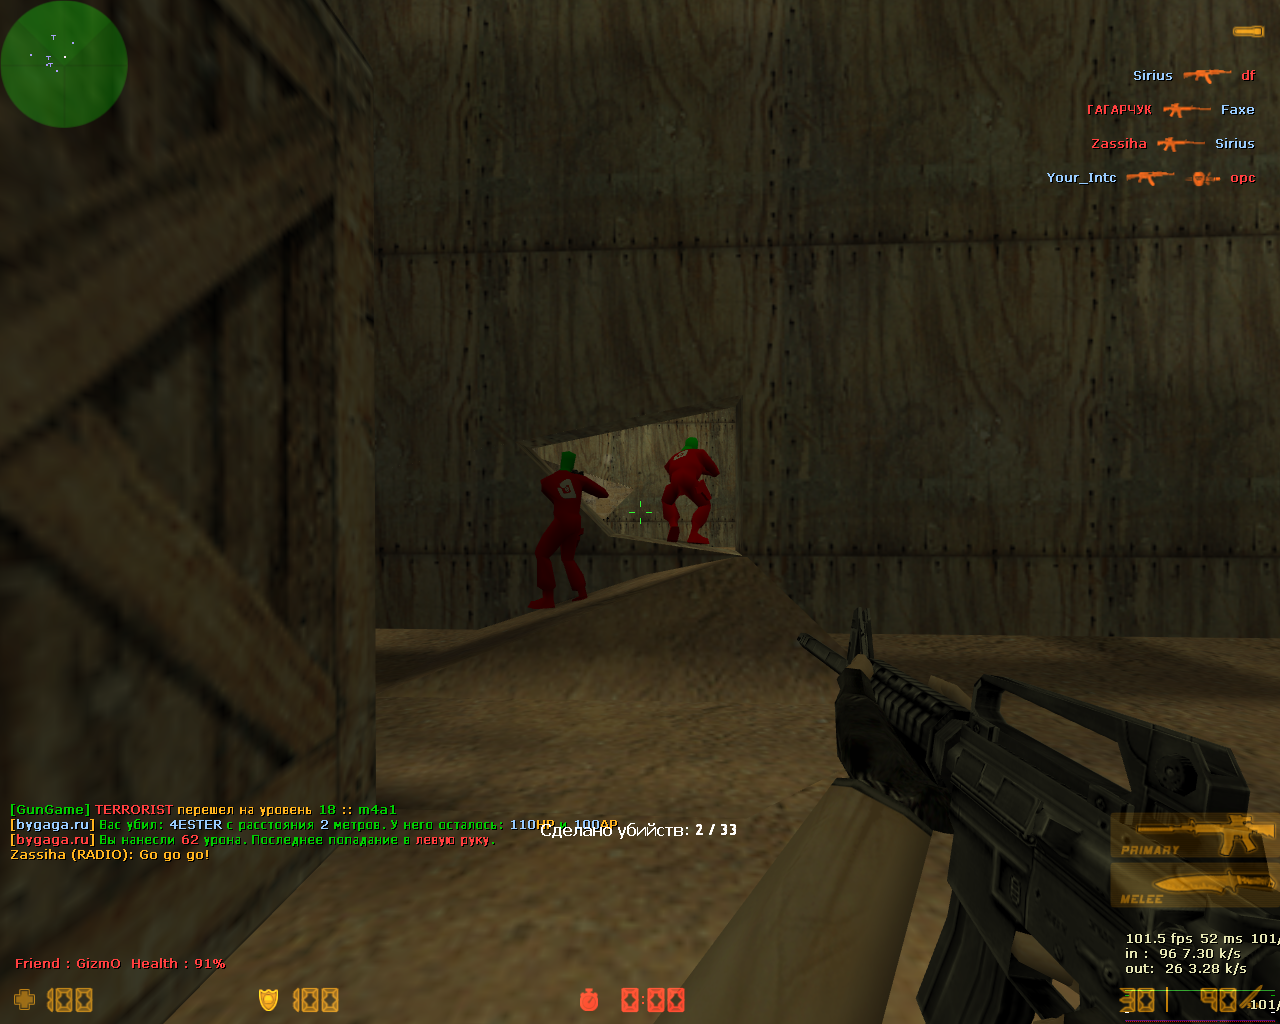 Sirius df
ГАГАРЧУК Faxe
Zassiha Sirius
Your_Intc opc
[GunGame] TERRORIST перешел на уровень 18 :: m4a1
[bygaga.ru] Вас убил: 4ESTER с расстояния 2 метров. У него осталось: 110HP и 100AP
Сделано убийств: 2 / 33
[bygaga.ru] Вы нанесли 62 урона. Последнее попадание в левую руку.
Zassiha (RADIO): Go go go!
PRIMARY
MELEE
101.5 fps 52 ms 101/
in : 96 7.30 k/s
out: 26 3.28 k/s
Friend : GizmO Health : 91%
100 100 0:00 30 | 90
101/